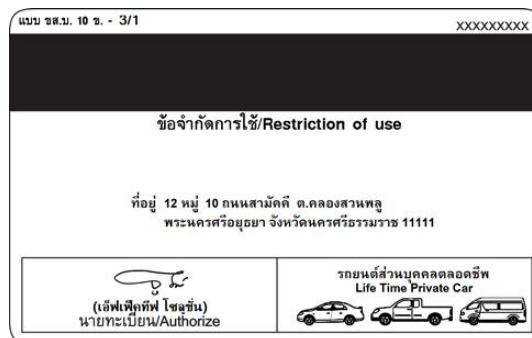 แบบ ขส.บ. 10 ข. - 3/1
XXXXXXXXX
ข้อจำกัดการใช้/Restriction of use
ที่อยู่ 12 หมู่ 10 ถนนสามัคคี ต.คลองสวนพลู
พระนครศรีอยุธยา จังหวัดนครศรีธรรมราช 11111
(เอ็ฟเฟ็คทีฟ โซลูชั่น)
นายทะเบียน/Authorize
รถยนต์ส่วนบุคคลตลอดชีพ
Life Time Private Car